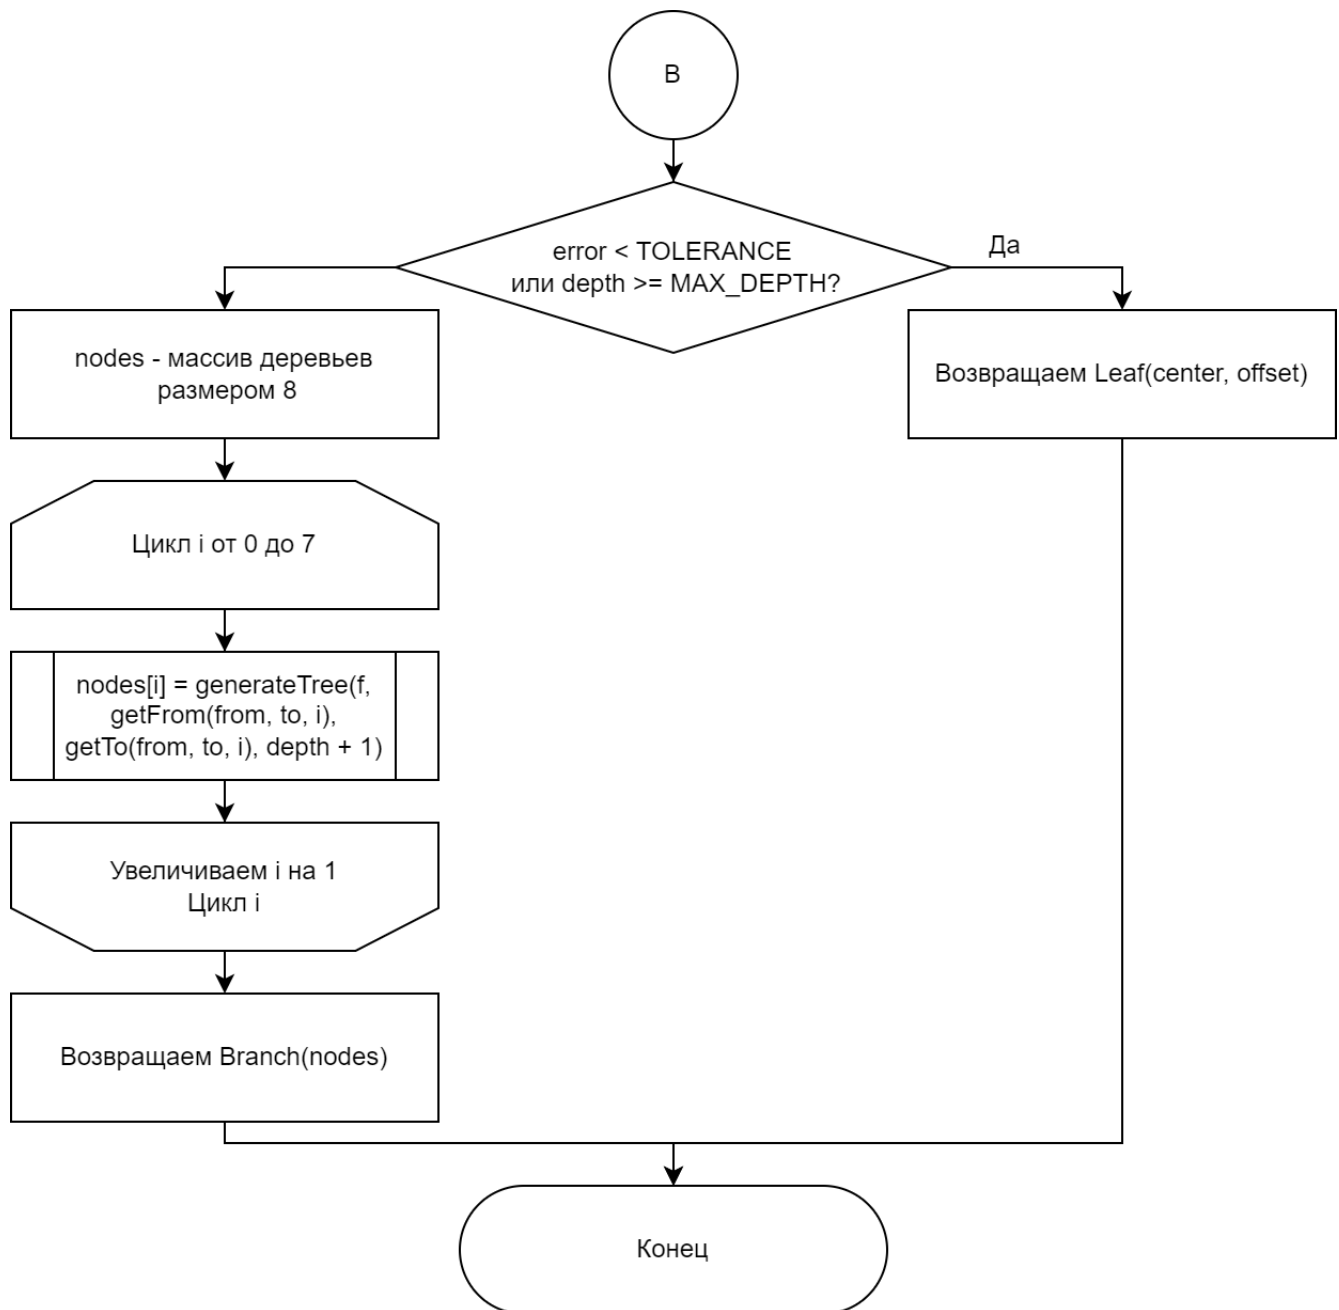 B
error < TOLERANCE
или depth >= MAX_DEPTH?
Да
nodes - массив деревьев
размером 8
Возвращаем Leaf(center, offset)
Цикл i от 0 до 7
nodes[i] = generateTree(f,
getFrom(from, to, i),
getTo(from, to, i), depth + 1)
Увеличиваем i на 1
Цикл i
Возвращаем Branch(nodes)
Конец